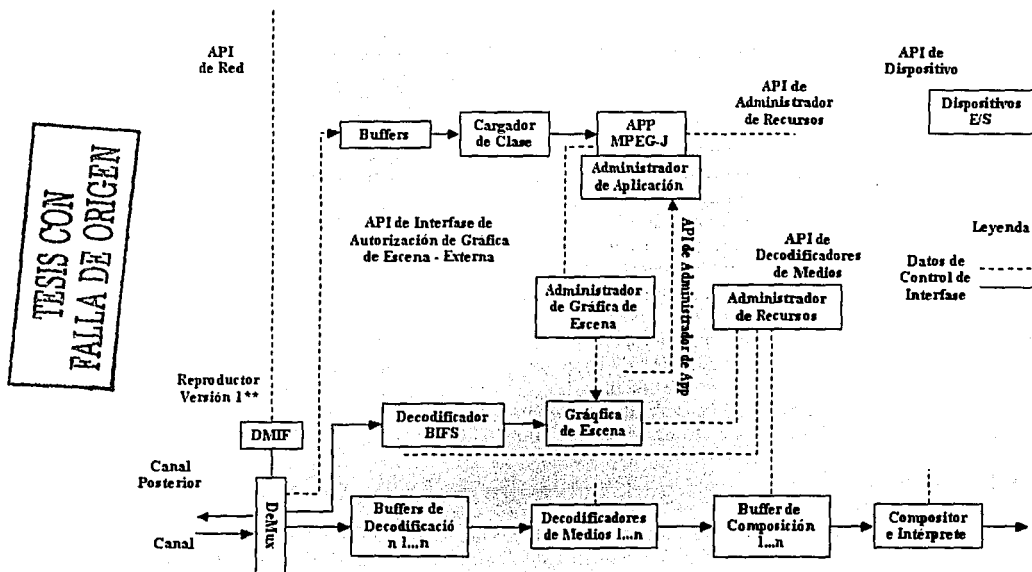 API
de Red
API de
Dispositivo
API de
Administrador
de Recursos
Dispositivos
E/S
Buffers
Cargador
de Clase
APP
MPEG-J
Administrador
de Aplicación
TESIS CON
FALLA DE ORIGEN
API de Interfase de
Autorización de Gráfica
de Escena - Externa
API de Administrador de App
API de
Decodificadores
de Medios
Leyenda
Datos de
Control de
Interfase
Administrador
de Gráfica de
Escena
Administrador
de Recursos
Reproductor
Versión 1**
DMIF
Decodificador
BIFS
Gráqfica
de Escena
Canal
Posterior
Canal
DeMux
Buffers de
Decodificació
n 1...n
Decodificadores
de Medios 1...n
Buffer de
Composición
1...n
Compositor
e Intérprete